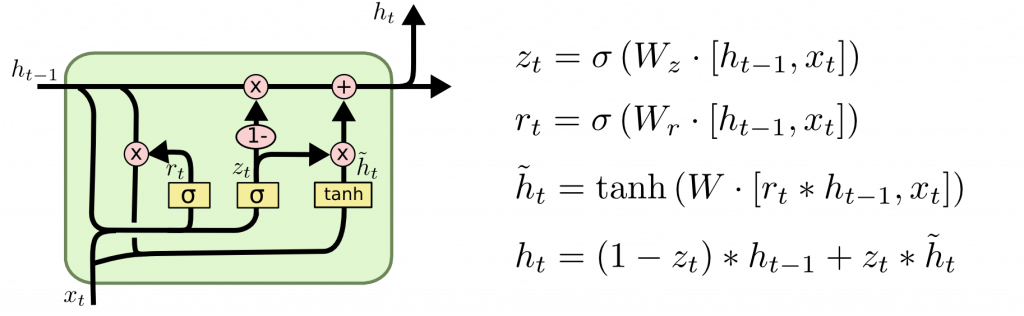 h_t
h_{t-1}
x
+
1-
x
r_t
z_t
x
h̃_t
σ
σ
tanh
x_t
z_t = σ (W_z · [h_{t-1}, x_t])
r_t = σ (W_r · [h_{t-1}, x_t])
h̃_t = tanh (W · [r_t * h_{t-1}, x_t])
h_t = (1 − z_t) * h_{t-1} + z_t * h̃_t